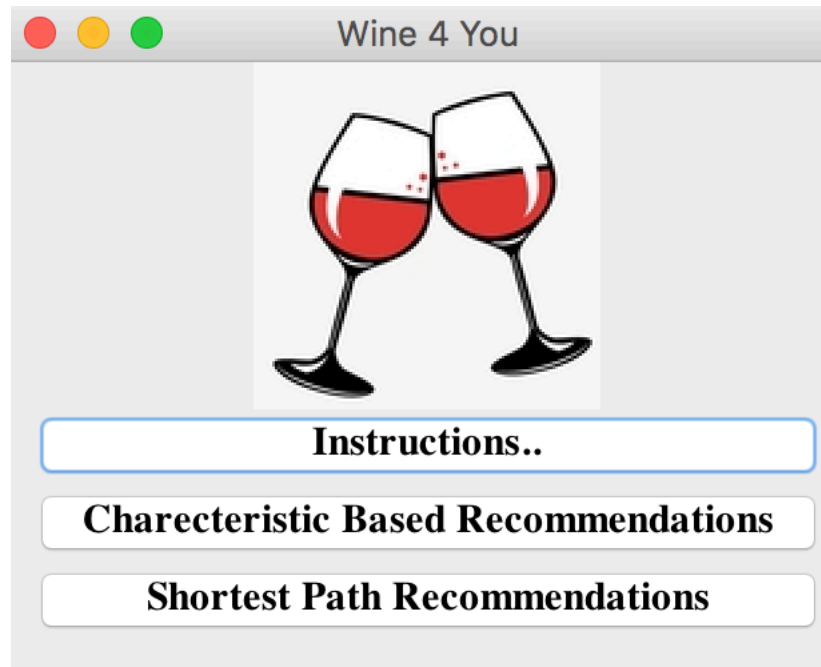 Wine 4 You
Instructions..
Charecteristic Based Recommendations
Shortest Path Recommendations